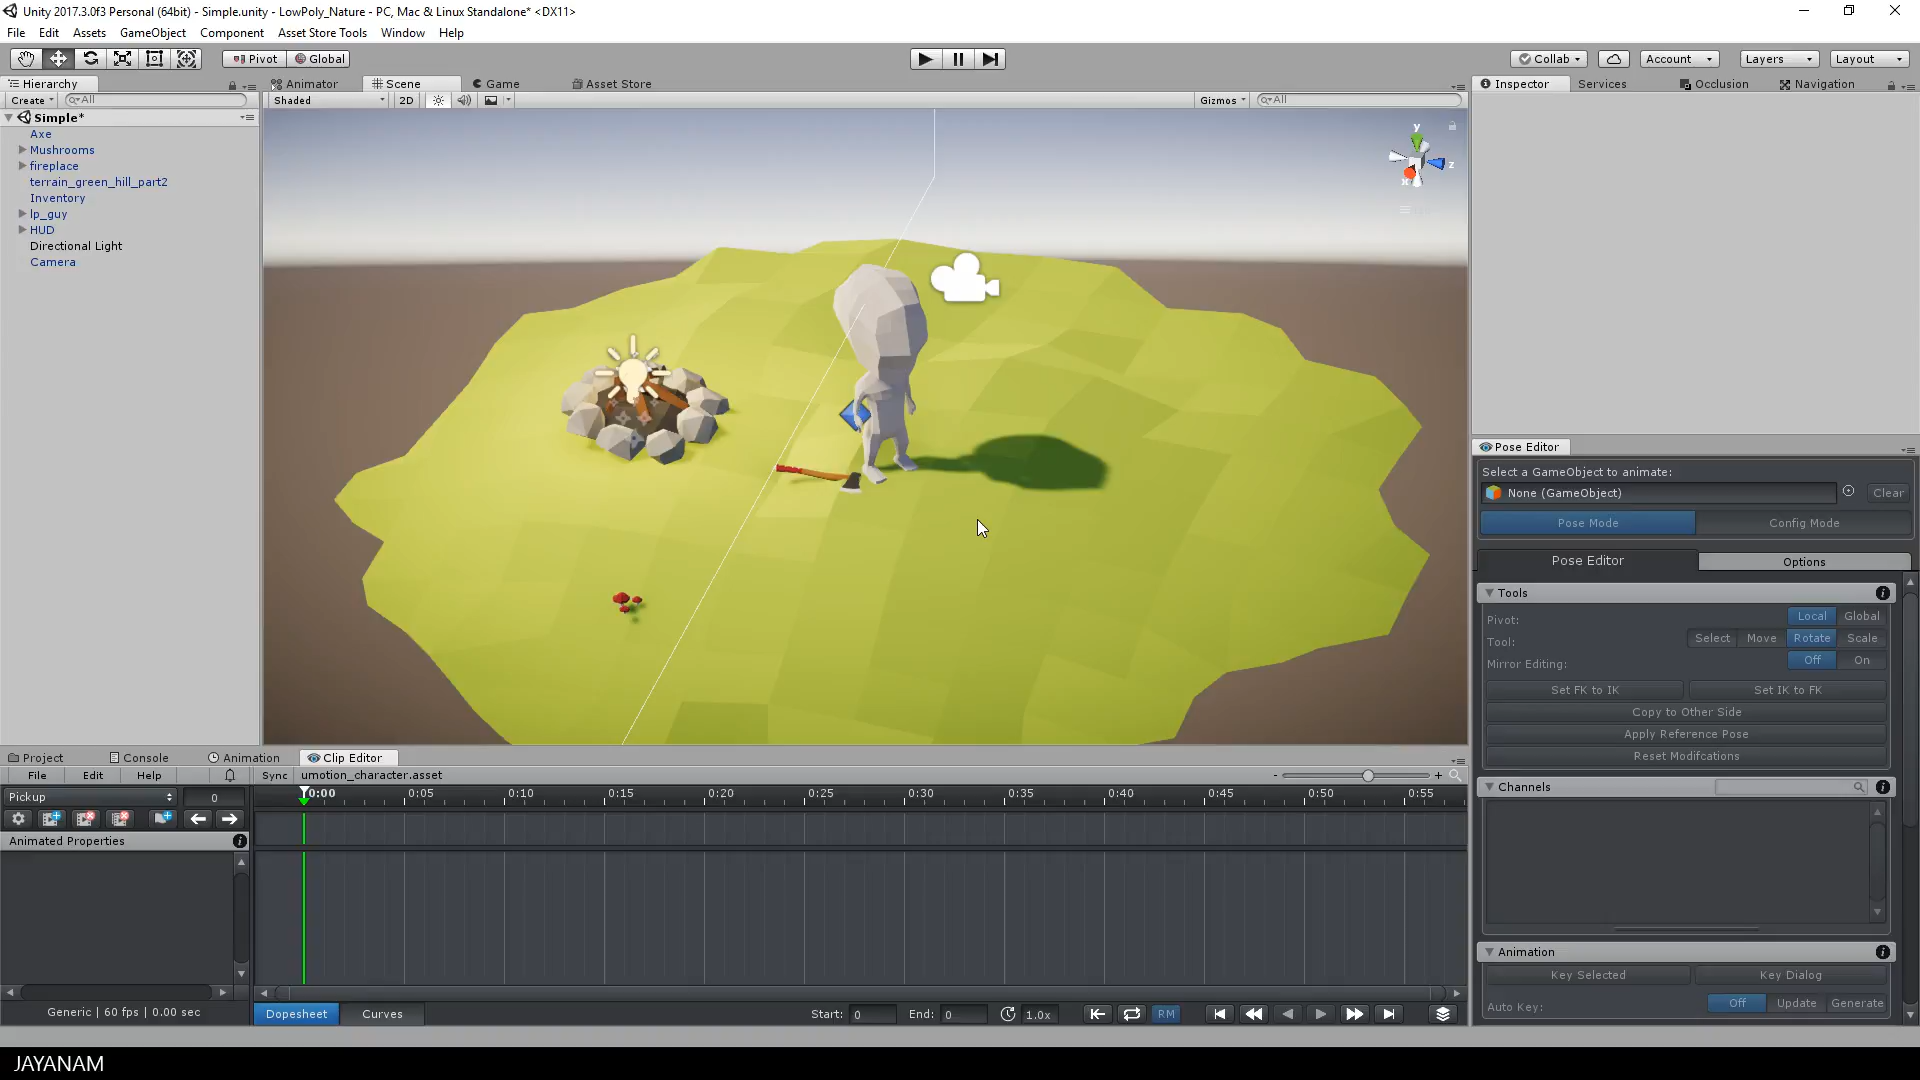 Unity 2017.3.0f3 Personal (64bit) - Simple.unity - LowPoly_Nature - PC, Mac & Linux Standalone* <DX11>
File Edit Assets GameObject Component Asset Store Tools Window Help
Pivot Global Collab Account Layers Layout
Hierarchy Animator Scene Game Asset Store Inspector Services Occlusion Navigation
Create All Shaded 2D Gizmos All
Simple*
Axe
Mushrooms
fireplace
terrain_green_hill_part2
Inventory
lp_guy
HUD
Directional Light
Camera
y
z
x
Pose Editor
Select a GameObject to animate:
None (GameObject) Clear
Pose Mode Config Mode
Pose Editor Options
Tools
Pivot: Local Global
Tool: Select Move Rotate Scale
Mirror Editing: Off On
Set FK to IK Set IK to FK
Copy to Other Side
Apply Reference Pose
Reset Modifcations
Channels
Animation
Key Selected Key Dialog
Auto Key: Off Update Generate
Project Console Animation Clip Editor
File Edit Help Sync umotion_character.asset - +
Pickup 0 0:00 0:05 0:10 0:15 0:20 0:25 0:30 0:35 0:40 0:45 0:50 0:55
Animated Properties
Generic | 60 fps | 0.00 sec
Dopesheet Curves Start: 0 End: 0 1.0x RM
JAYANAM